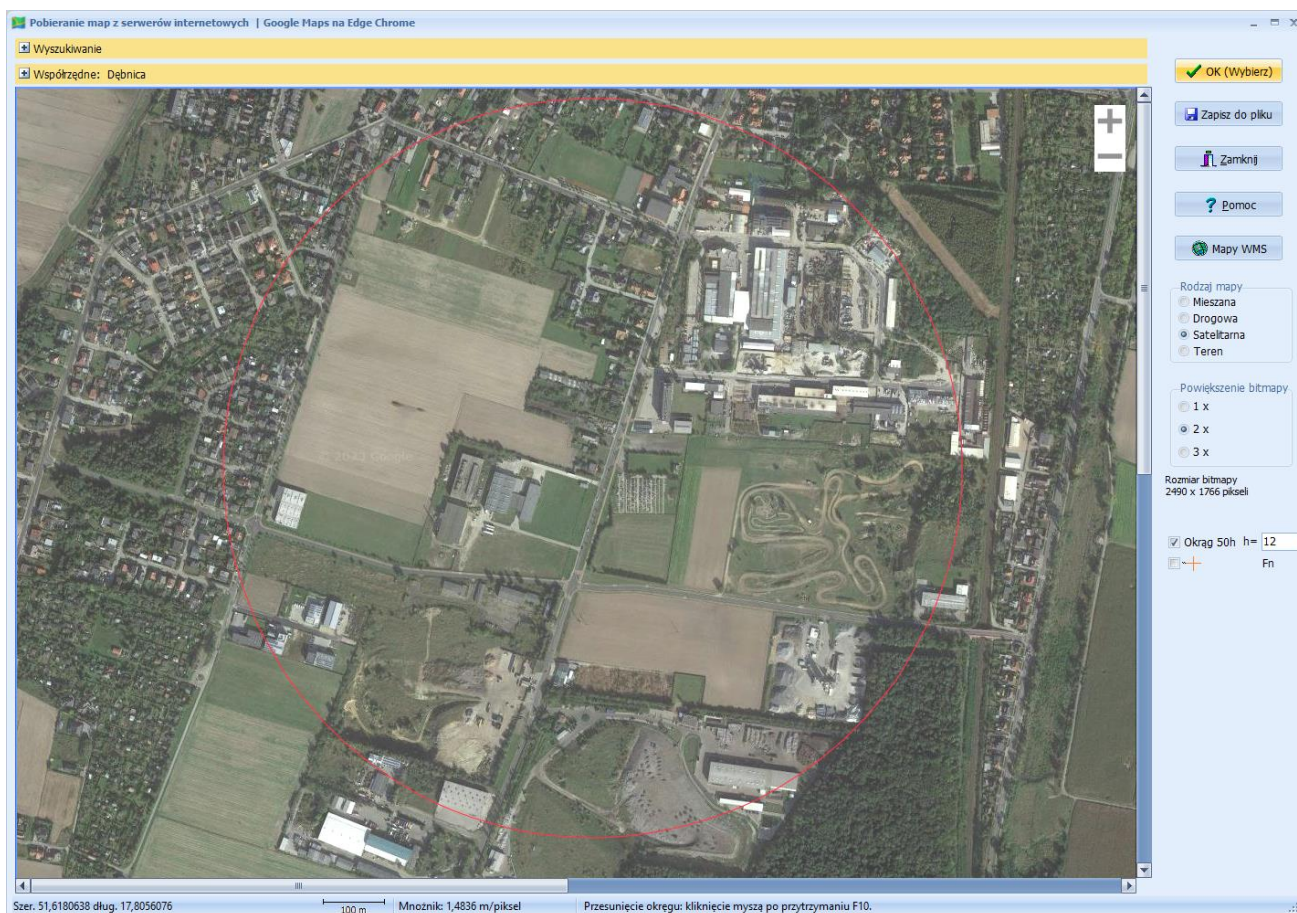 Pobieranie map z serwerów internetowych | Google Maps na Edge Chrome
Wyszukiwanie
Współrzędne: Dębnica
OK (Wybierz)
Zapisz do pliku
Zamknij
Pomoc
Mapy WMS
Rodzaj mapy
Mieszana
Drogowa
Satelitarna
Teren
Powiększenie bitmapy
1 x
2 x
3 x
Rozmiar bitmapy
2490 x 1766 pikseli
Okrąg 50h h= 12
Fn
© 2023 Google
Szer. 51,6180638 dług. 17,8056076 100 m Mnożnik: 1,4836 m/piksel Przesunięcie okręgu: kliknięcie myszą po przytrzymaniu F10.